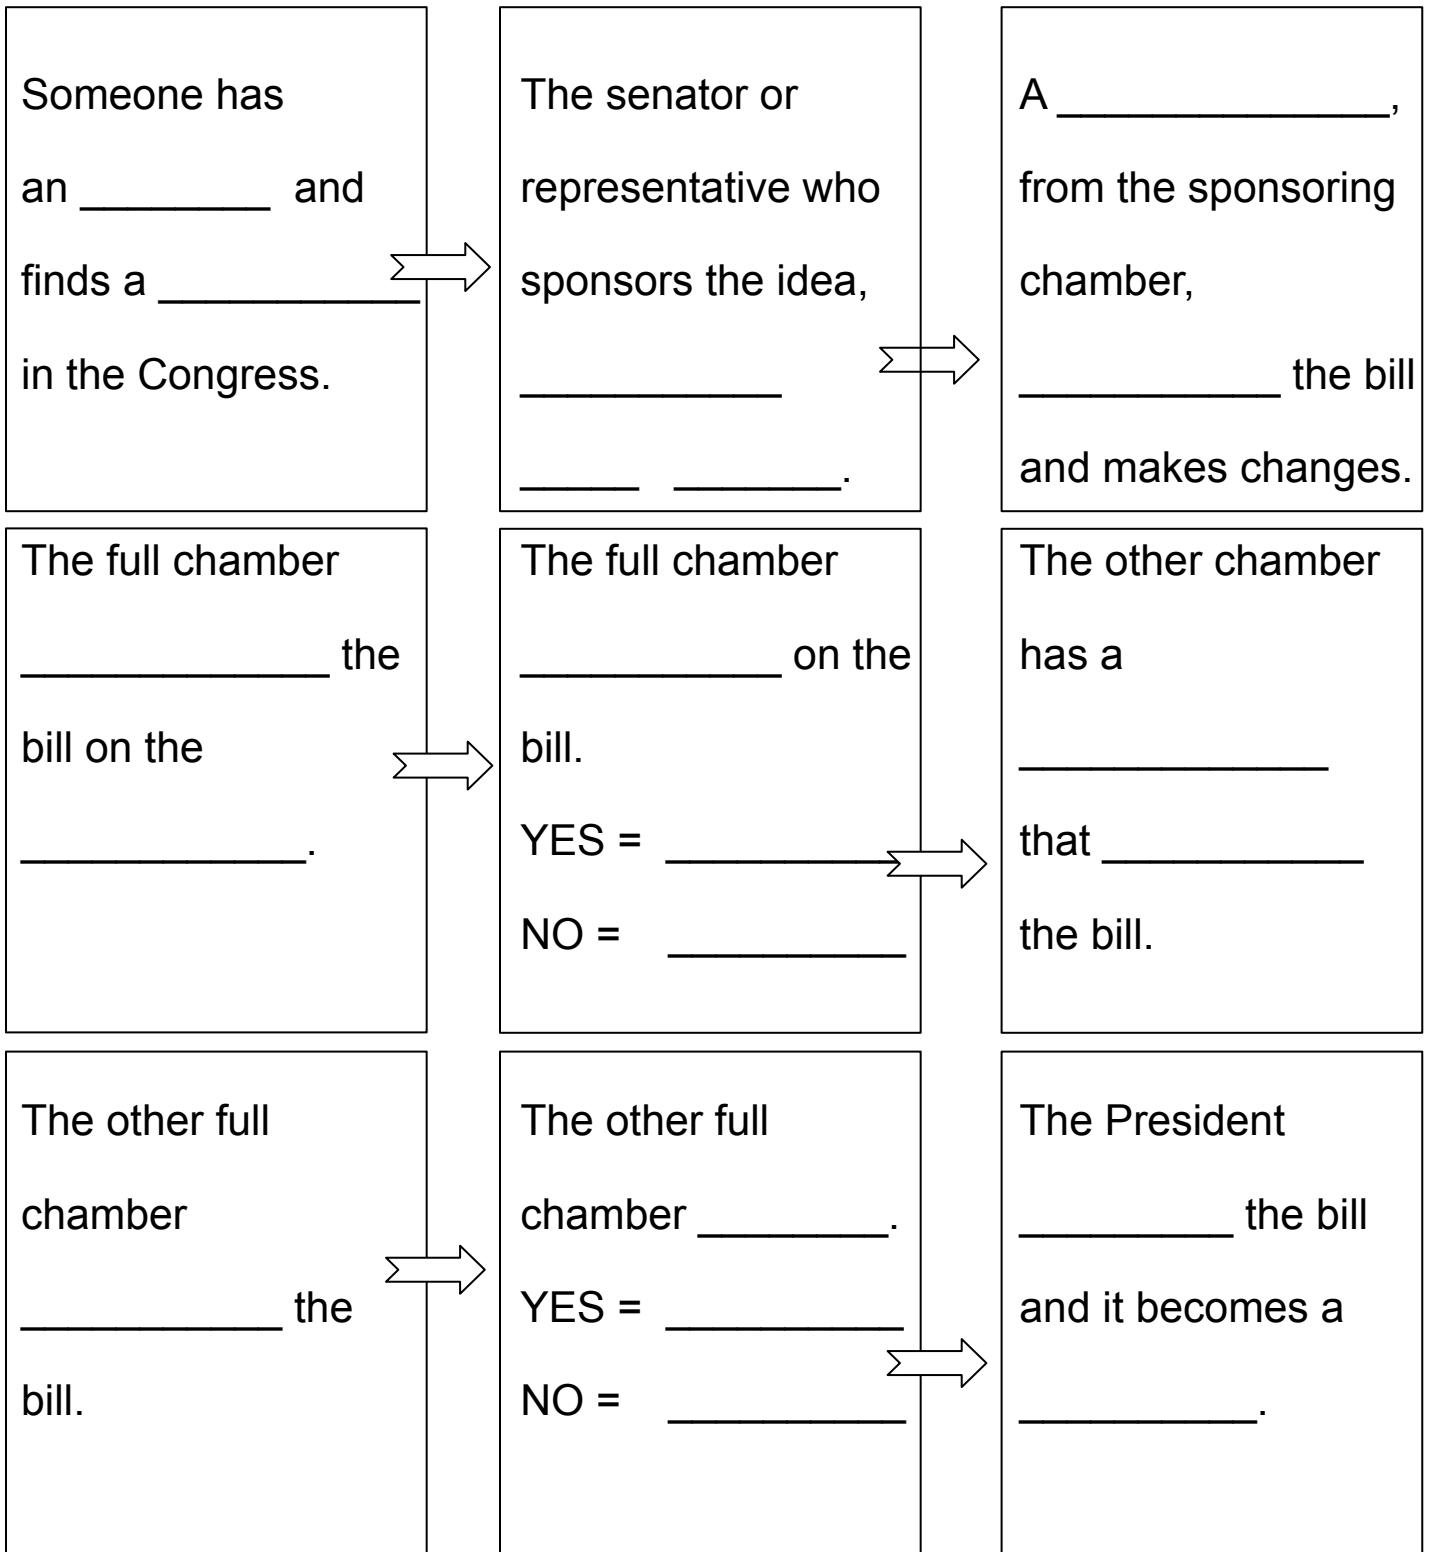 Someone has
an ________ and
finds a ___________
in the Congress.
The senator or
representative who
sponsors the idea,
___________
_____ _______.
A ______________,
from the sponsoring
chamber,
___________ the bill
and makes changes.
The full chamber
_____________ the
bill on the
____________.
The full chamber
___________ on the
bill.
YES = __________
NO = __________
The other chamber
has a
_____________
that ___________
the bill.
The other full
chamber
___________ the
bill.
The other full
chamber ________.
YES = __________
NO = __________
The President
_________ the bill
and it becomes a
__________.